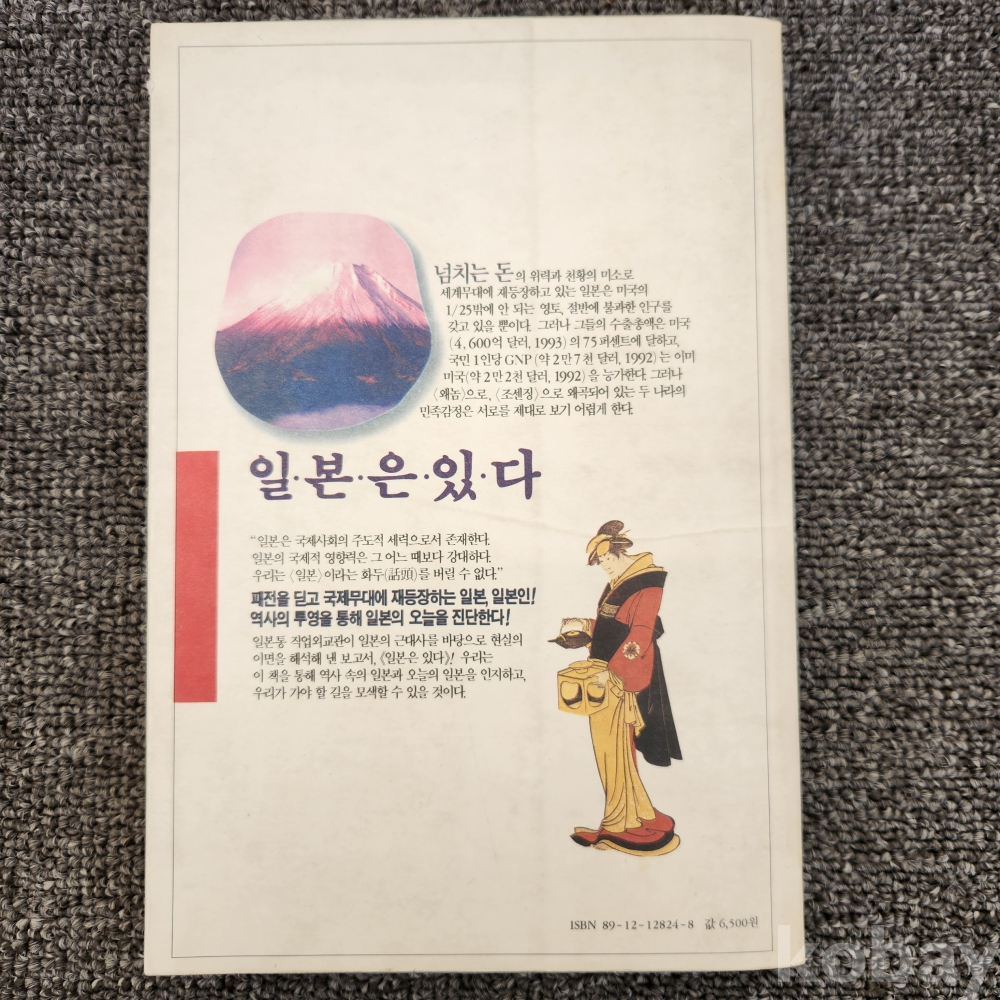 넘치는 돈의 위력과 천황의 미소로
세계무대에 재등장하고 있는 일본은 미국의
1/25밖에 안 되는 영토, 절반에 불과한 인구를
갖고 있을 뿐이다. 그러나 그들의 수출총액은 미국
(4,600억 달러, 1993)의 75퍼센트에 달하고,
국민 1인당 GNP (약 2만 7천 달러, 1992)는 이미
미국(약 2만 2천 달러, 1992)을 능가한다. 그러나
〈왜놈〉으로, 〈조센징〉으로 왜곡되어 있는 두 나라의
민족감정은 서로를 제대로 보기 어렵게 한다.
일·본·은·있·다
“일본은 국제사회의 주도적 세력으로서 존재한다.
일본의 국제적 영향력은 그 어느 때보다 강대하다.
우리는 〈일본〉이라는 화두(話頭)를 버릴 수 없다.”
패전을 딛고 국제무대에 재등장하는 일본, 일본인!
역사의 투영을 통해 일본의 오늘을 진단한다!
일본통 직업외교관이 일본의 근대사를 바탕으로 현실의
이면을 해석해 낸 보고서, 《일본은 있다》! 우리는
이 책을 통해 역사 속의 일본과 오늘의 일본을 인지하고,
우리가 가야 할 길을 모색할 수 있을 것이다.
ISBN 89-12-12824-8 값 6,500원
kobay